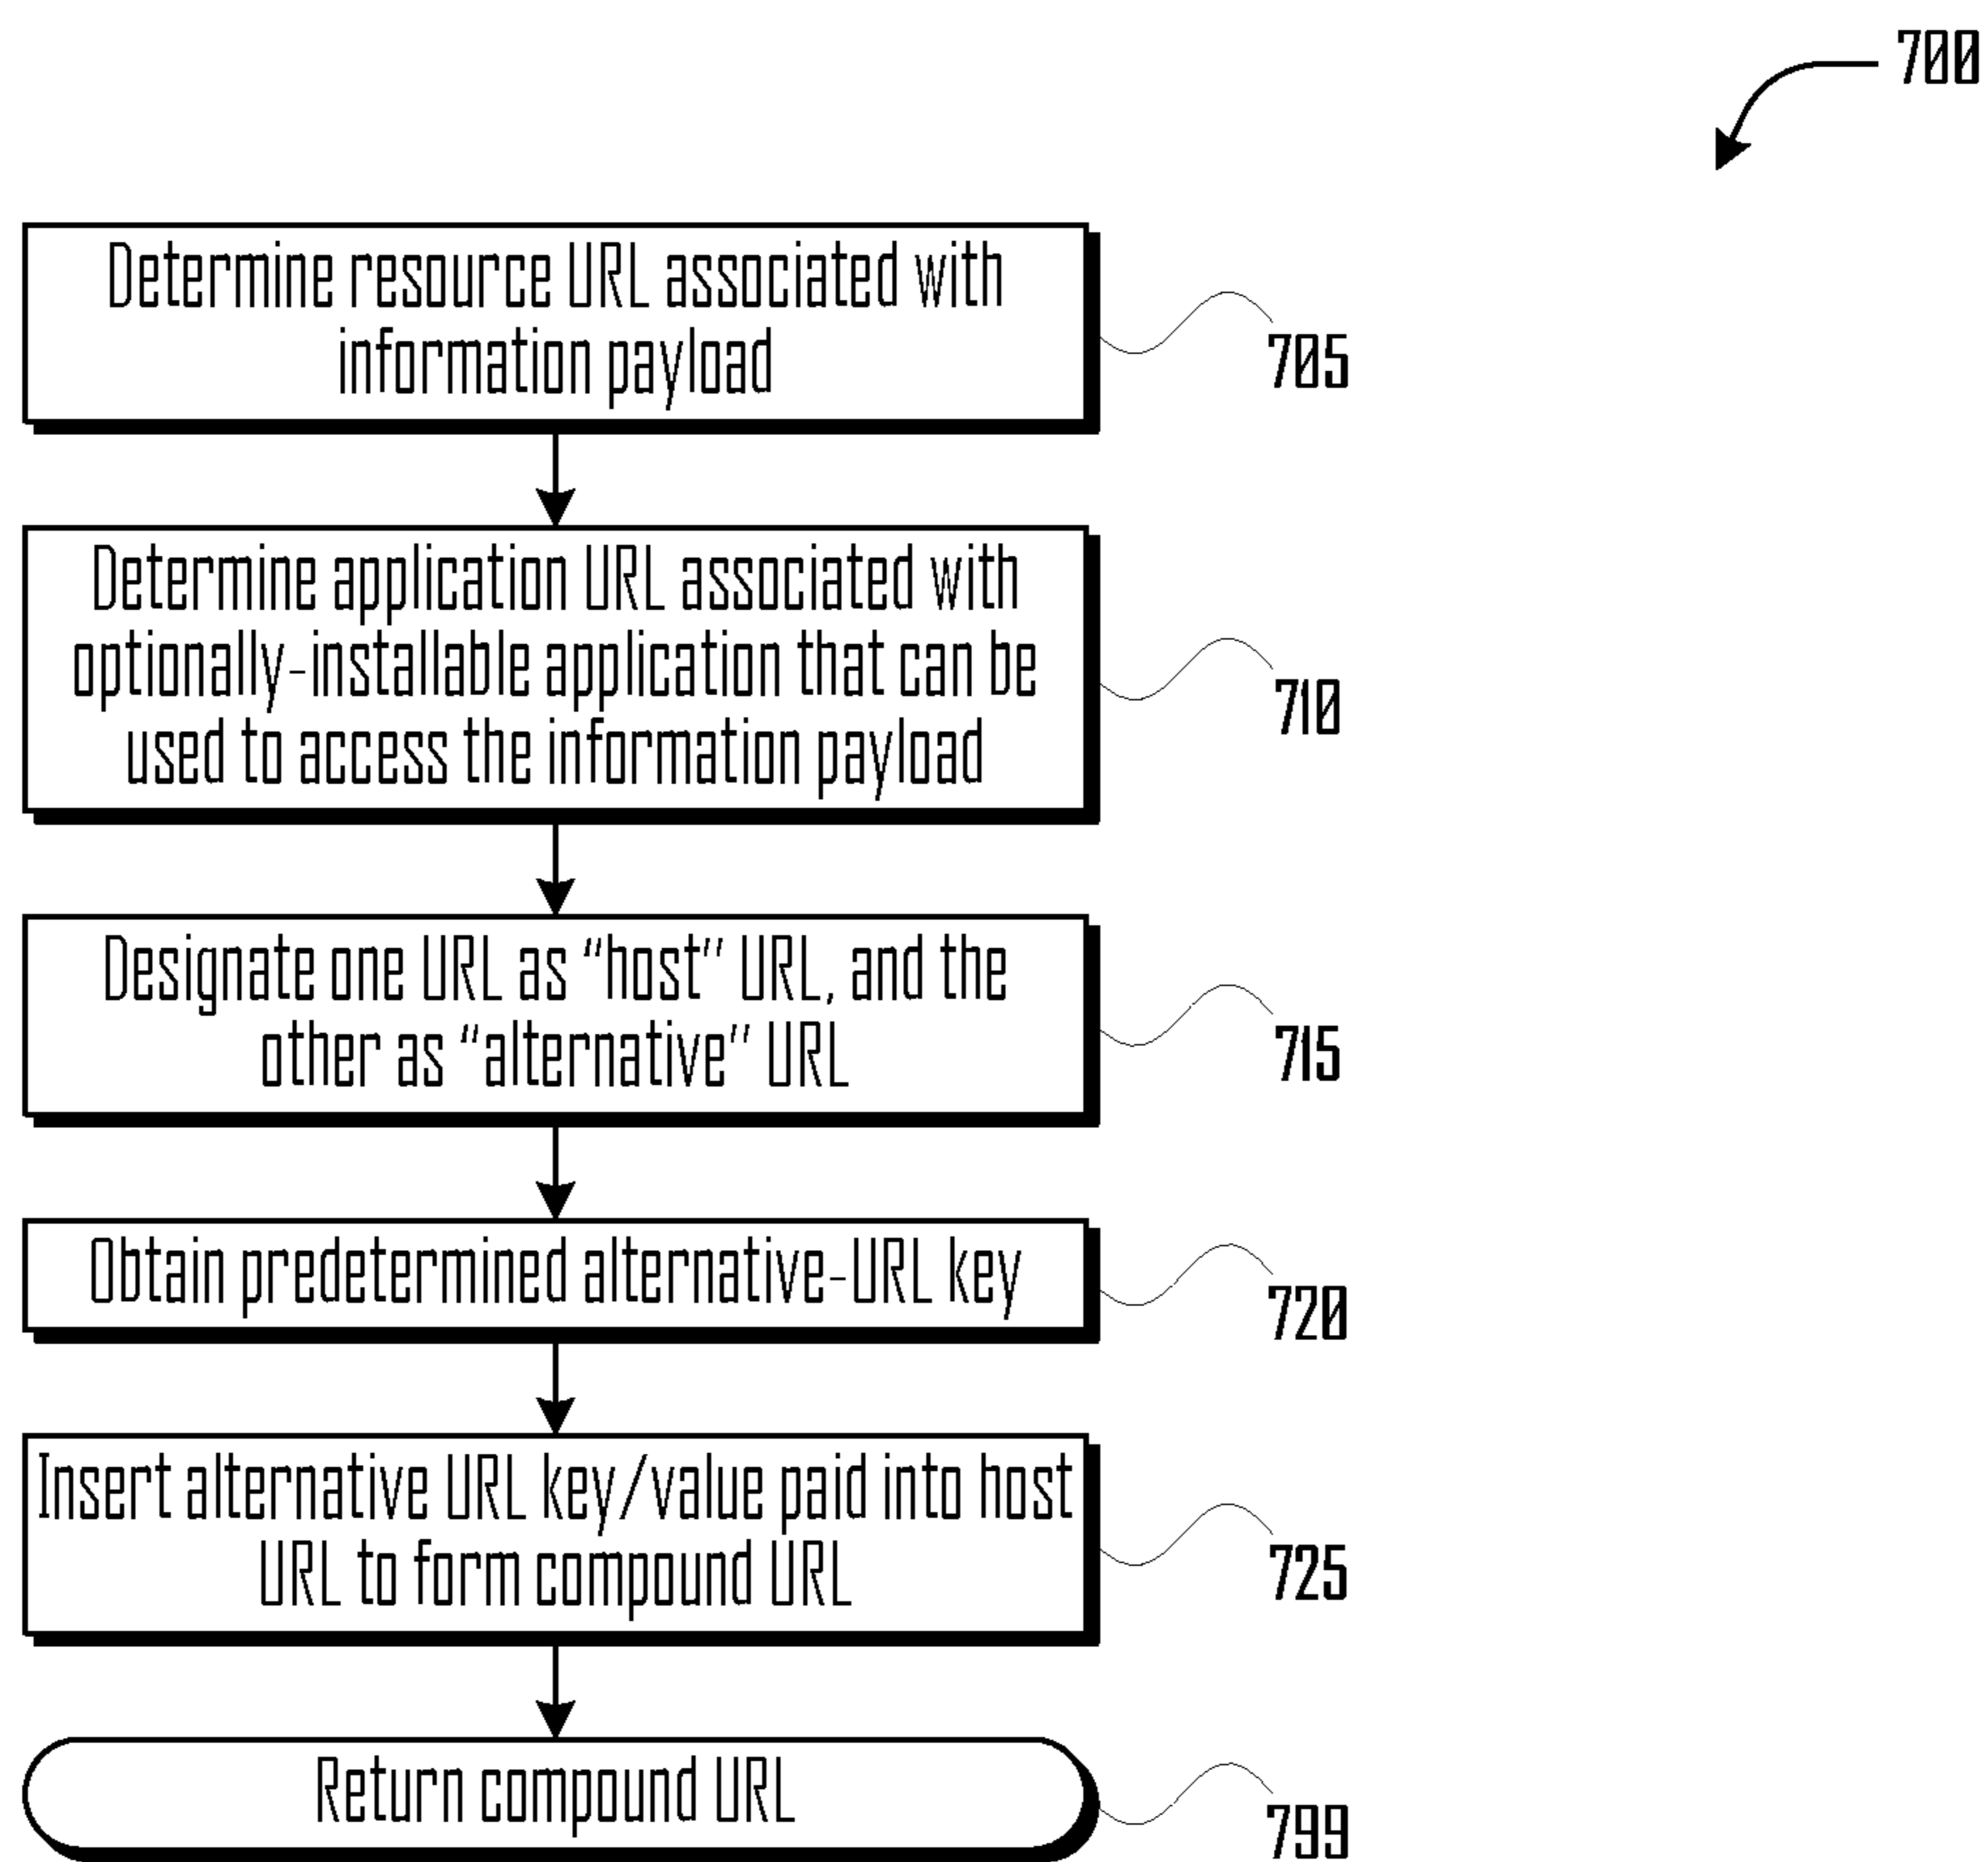 700
Determine resource URL associated with
information payload
705
Determine application URL associated with
optionally-installable application that can be
used to access the information payload
710
Designate one URL as “host” URL, and the
other as “alternative” URL
715
Obtain predetermined alternative-URL key
720
Insert alternative URL key/value paid into host
URL to form compound URL
725
Return compound URL
799